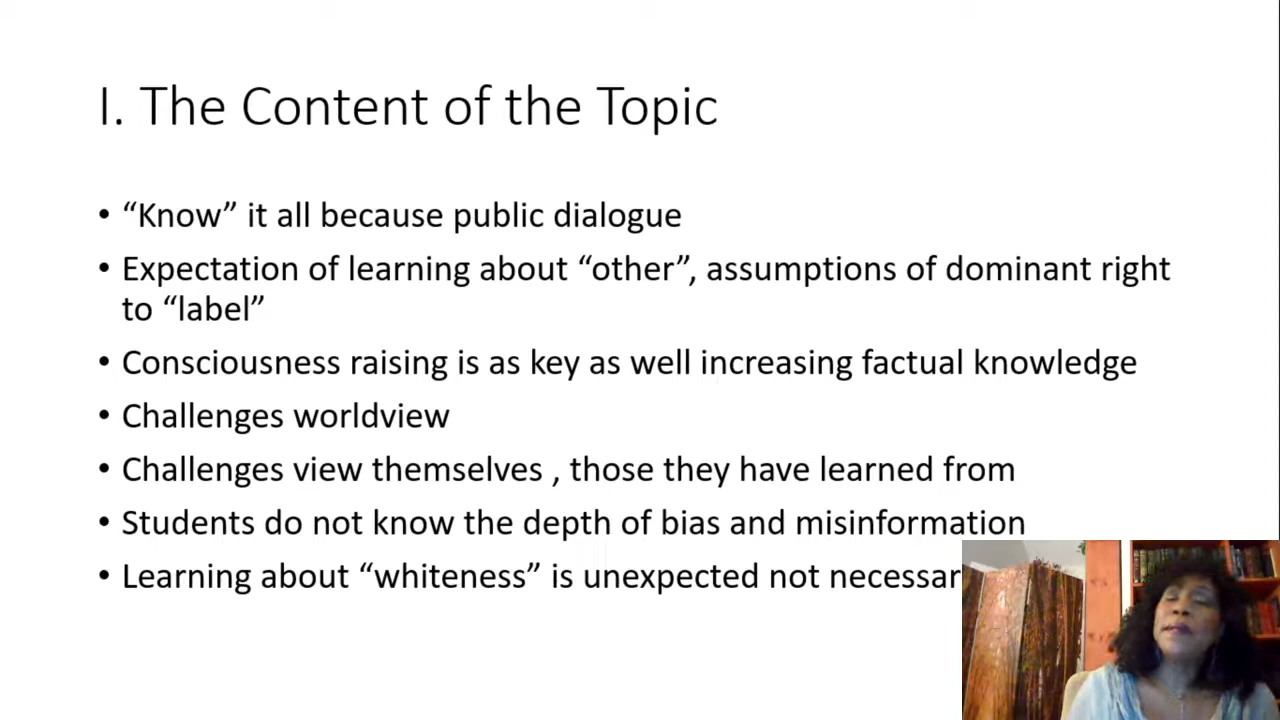 I. The Content of the Topic
• “Know” it all because public dialogue
• Expectation of learning about “other”, assumptions of dominant right
to “label”
• Consciousness raising is as key as well increasing factual knowledge
• Challenges worldview
• Challenges view themselves , those they have learned from
• Students do not know the depth of bias and misinformation
• Learning about “whiteness” is unexpected not